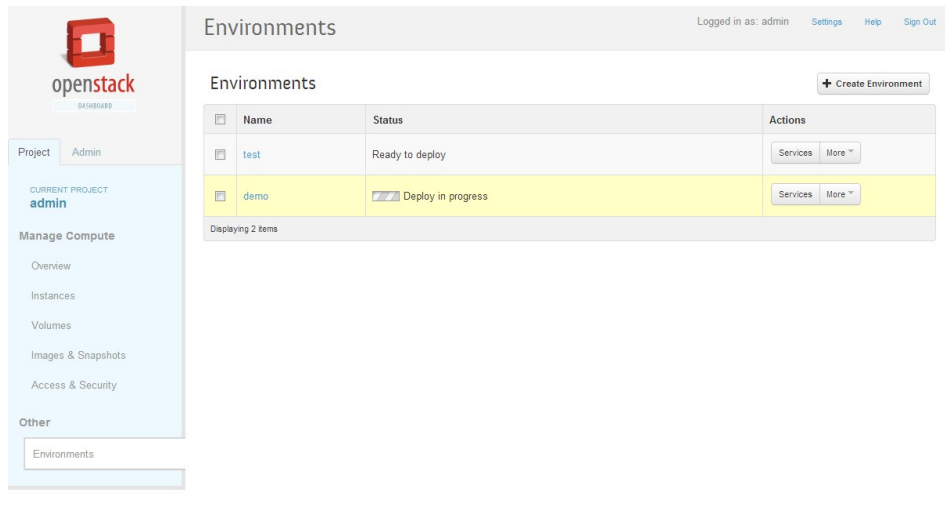 openstack
DASHBOARD
Project Admin
CURRENT PROJECT
admin
Manage Compute
Overview
Instances
Volumes
Images & Snapshots
Access & Security
Other
Environments
Environments
Logged in as: admin Settings Help Sign Out
Environments
+ Create Environment
Name Status Actions
test Ready to deploy Services More
demo Deploy in progress Services More
Displaying 2 items